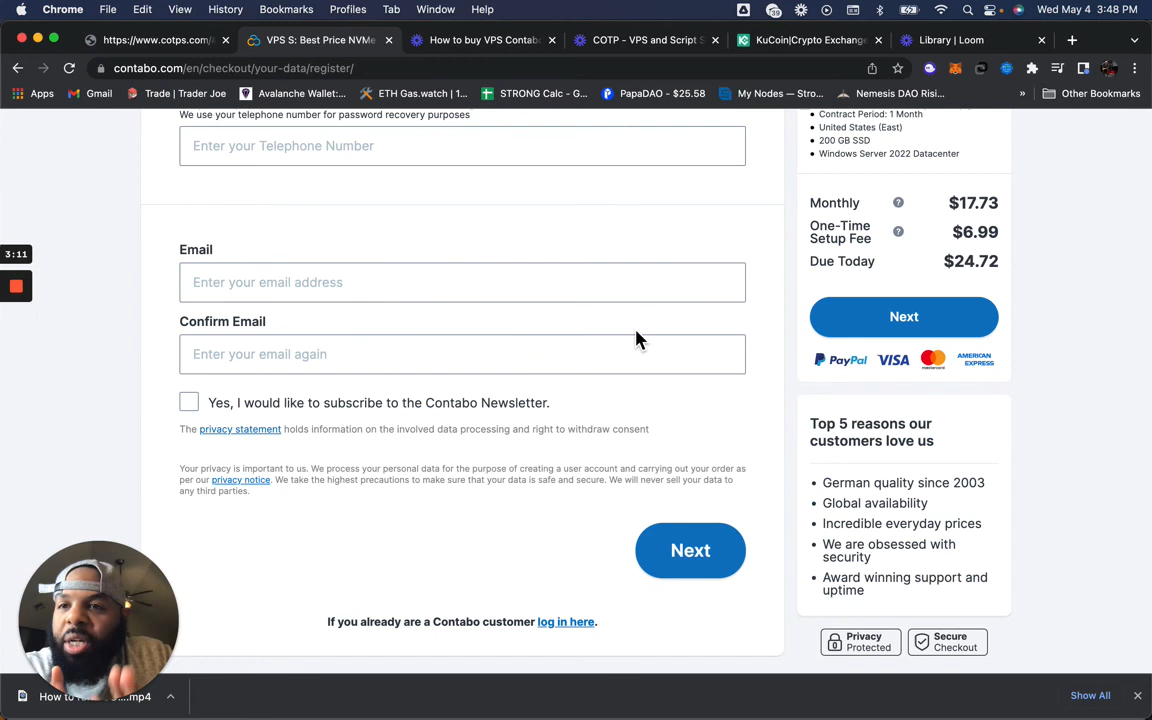 Chrome File Edit View History Bookmarks Profiles Tab Window Help 39 Wed May 4 3:48 PM
https://www.cotps.com/ VPS S: Best Price NVMe How to buy VPS Contab COTP - VPS and Script S KuCoin|Crypto Exchang Library | Loom
contabo.com/en/checkout/your-data/register/
Apps Gmail Trade | Trader Joe Avalanche Wallet:... ETH Gas.watch | 1... STRONG Calc - G... PapaDAO - $25.58 My Nodes — Stro... Nemesis DAO Risi... » Other Bookmarks
We use your telephone number for password recovery purposes
Enter your Telephone Number
Email
Enter your email address
Confirm Email
Enter your email again
Yes, I would like to subscribe to the Contabo Newsletter.
The privacy statement holds information on the involved data processing and right to withdraw consent
Your privacy is important to us. We process your personal data for the purpose of creating a user account and carrying out your order as
per our privacy notice. We take the highest precautions to make sure that your data is safe and secure. We will never sell your data to
any third parties.
Next
If you already are a Contabo customer log in here.
Contract Period: 1 Month
United States (East)
200 GB SSD
Windows Server 2022 Datacenter
Monthly ? $17.73
One-Time
Setup Fee ? $6.99
Due Today $24.72
Next
PayPal VISA mastercard AMERICAN
EXPRESS
Top 5 reasons our
customers love us
German quality since 2003
Global availability
Incredible everyday prices
We are obsessed with
security
Award winning support and
uptime
Privacy
Protected
Secure
Checkout
3:11
How to .mp4
Show All